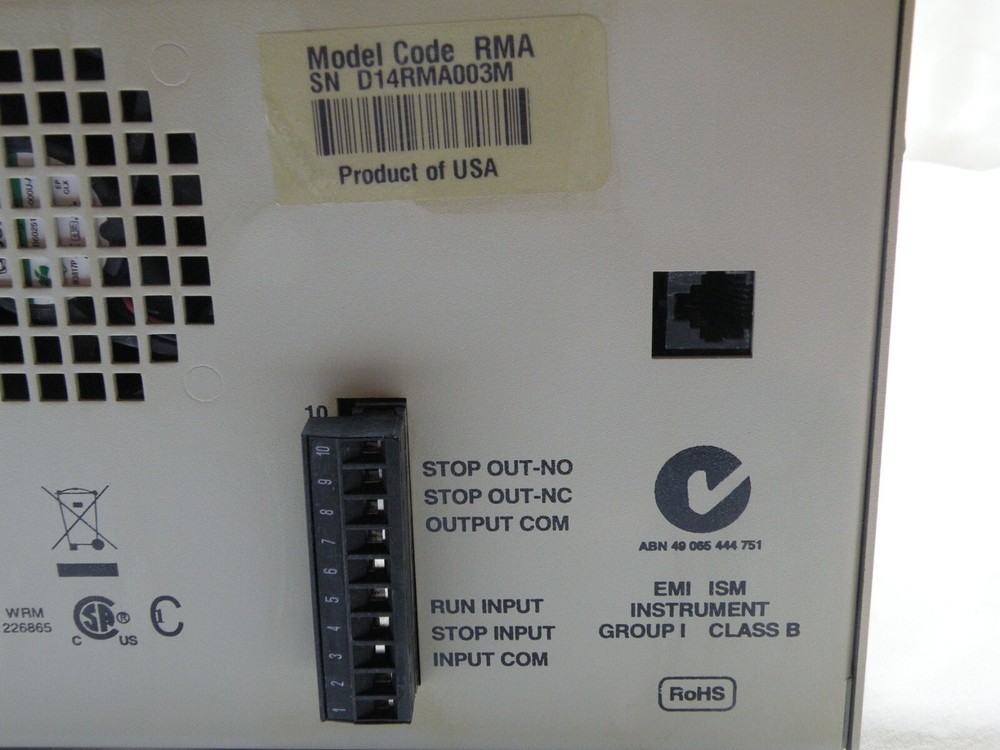 Model Code RMA
SN D14RMA003M
Product of USA
10
10
9
8
7
6
5
4
3
2
1
STOP OUT-NO
STOP OUT-NC
OUTPUT COM
RUN INPUT
STOP INPUT
INPUT COM
ABN 49 065 444 751
EMI ISM
INSTRUMENT
GROUP I CLASS B
RoHS
WRM
226865
SA ®
C US
C1